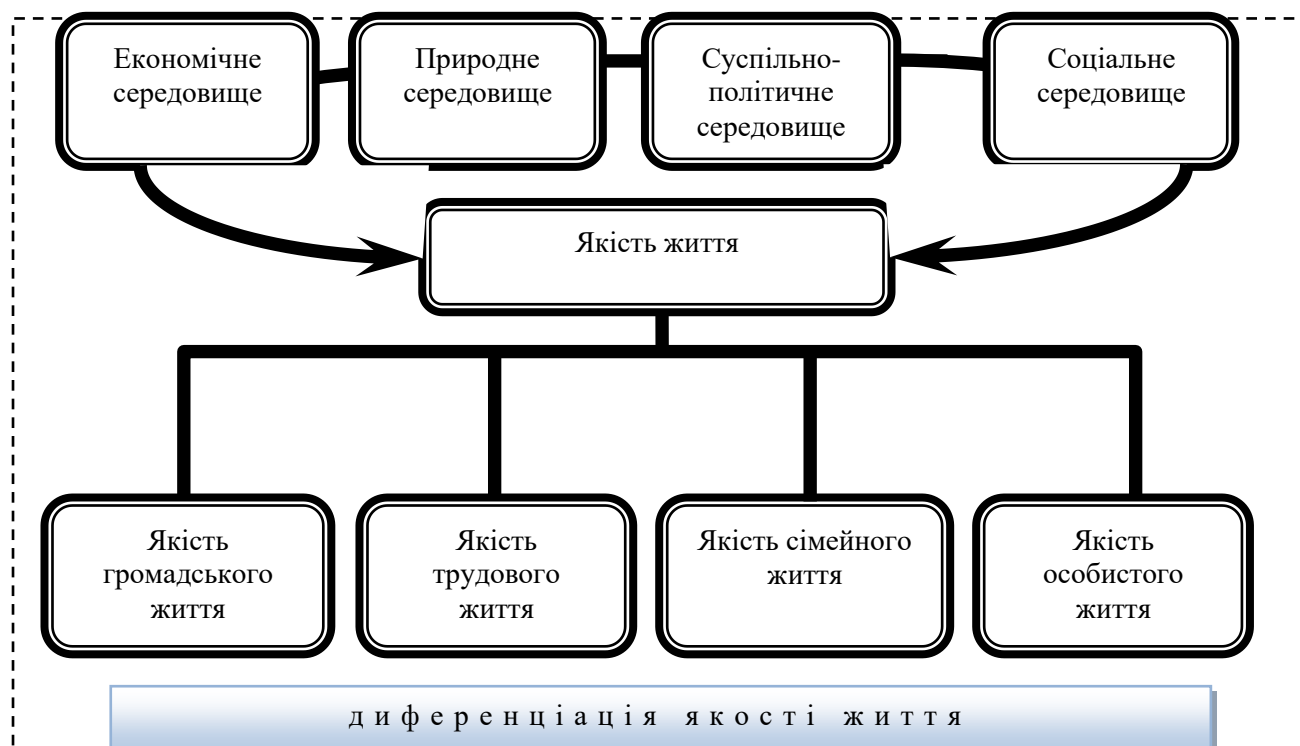 Економічне
середовище
Природне
середовище
Суспільно-
політичне
середовище
Соціальне
середовище
Якість життя
Якість
громадського
життя
Якість
трудового
життя
Якість сімейного
життя
Якість
особистого
життя
диференціація якості життя